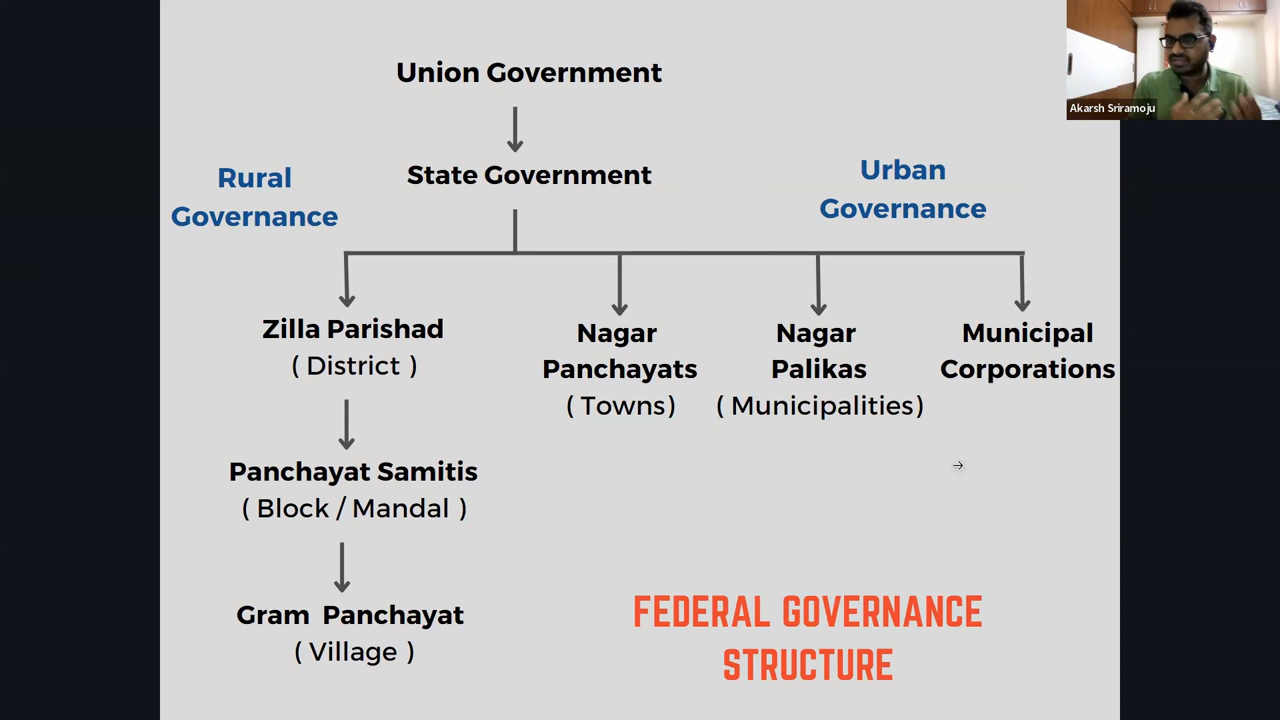 Union Government
Akarsh Sriramoju
State Government
Rural
Governance
Urban
Governance
Zilla Parishad
( District )
Nagar
Panchayats
( Towns)
Nagar
Palikas
( Municipalities)
Municipal
Corporations
Panchayat Samitis
( Block / Mandal )
Gram Panchayat
( Village )
FEDERAL GOVERNANCE
STRUCTURE